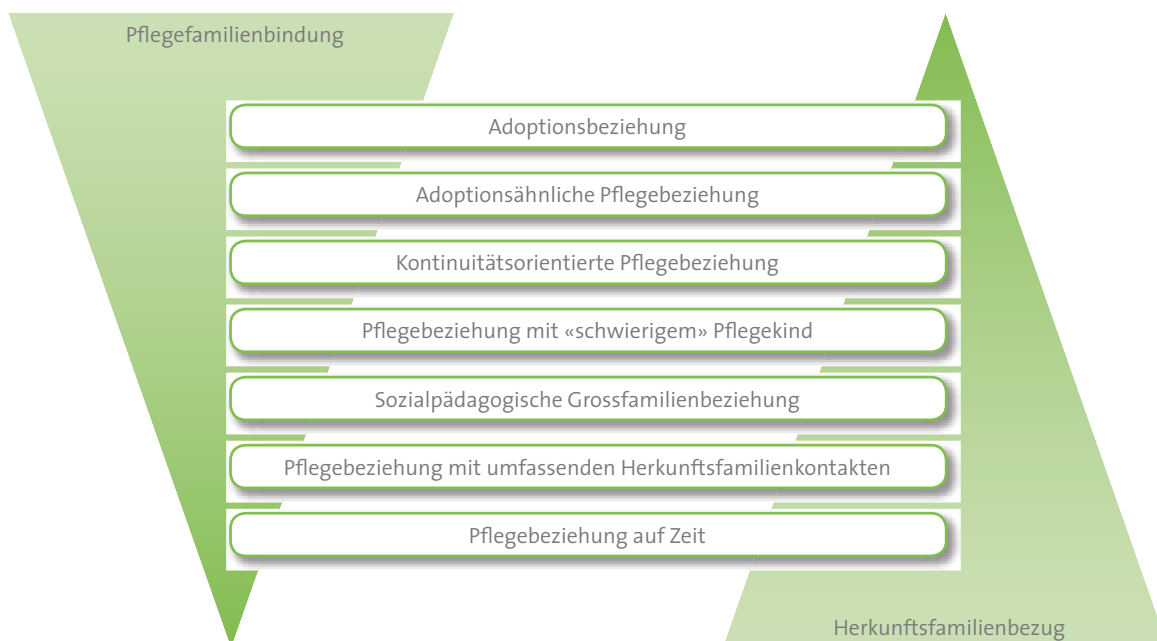 Pflegefamilienbindung
Adoptionsbeziehung
Adoptionsähnliche Pflegebeziehung
Kontinuitätsorientierte Pflegebeziehung
Pflegebeziehung mit «schwierigem» Pflegekind
Sozialpädagogische Grossfamilienbeziehung
Pflegebeziehung mit umfassenden Herkunftsfamilienkontakten
Pflegebeziehung auf Zeit
Herkunftsfamilienbezug